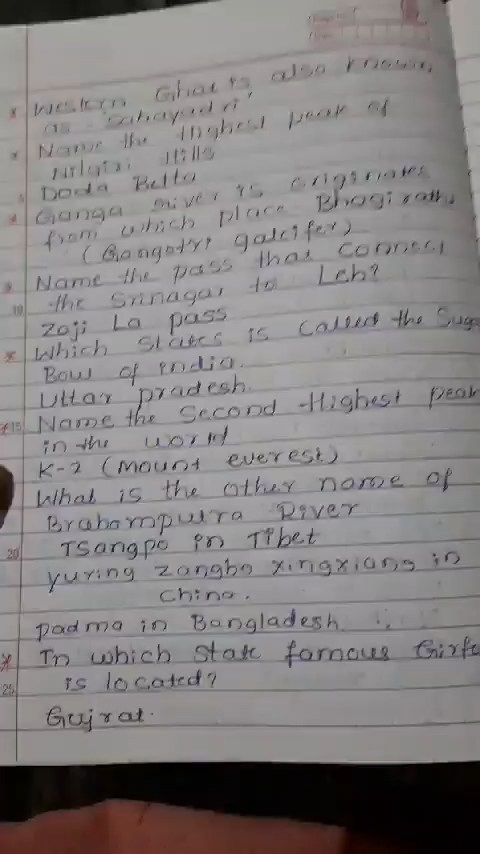 Western Ghat is also known
as Sahayadri
Name the Highest peak of
Nilgiri Hills
Doda Betta
Ganga river is originates
from which place Bhagirathi
(Gangotri galcifer)
Name the pass that connect
the Srinagar to Leh?
Zoji La pass
Which states is called the Suga
Bowl of india.
Uttar pradesh
Name the Second Highest peak
in the world
K-2 (Mount everest)
What is the other name of
Brahamputra River
Tsangpo in Tibet
yuring zangbo xingxiang in
China.
padma in Bangladesh
In which state famous Girfo
is located?
Gujrat.